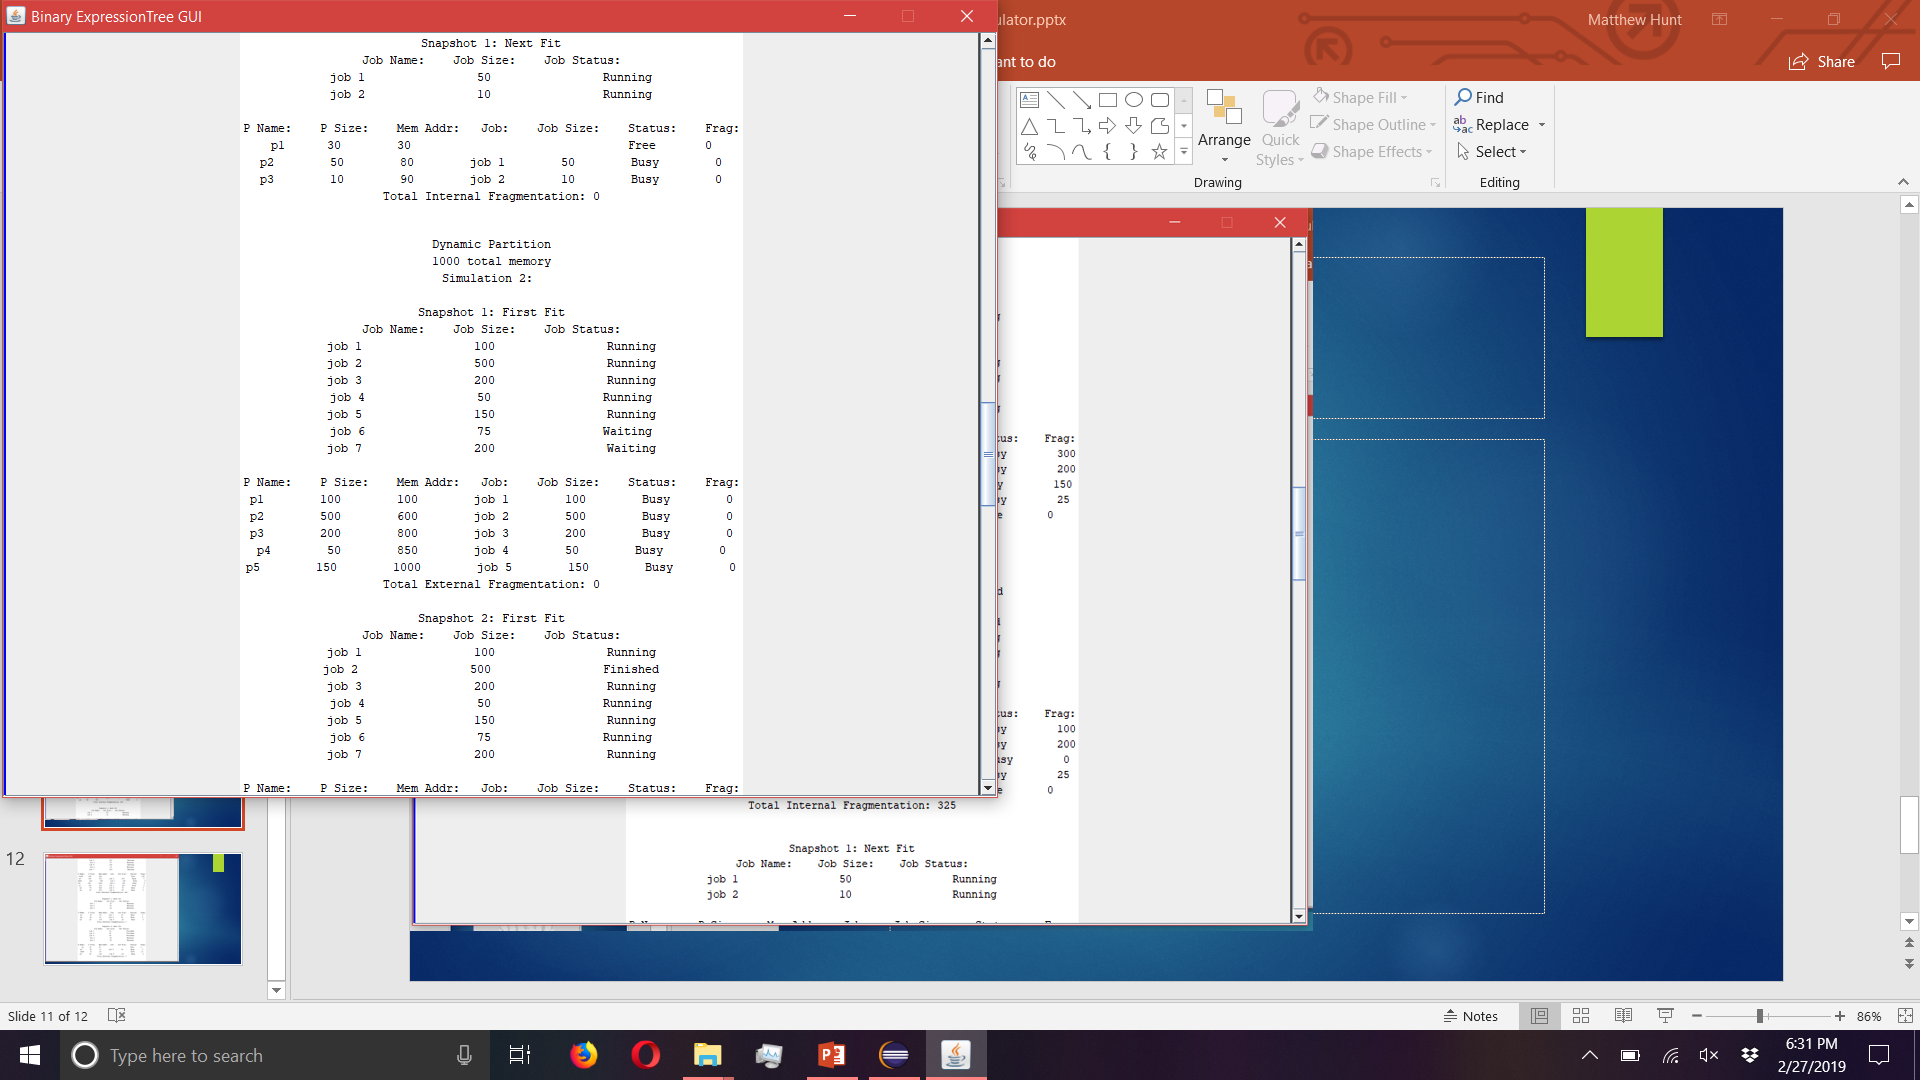 Binary ExpressionTree GUI
Snapshot 1: Next Fit
Job Name: Job Size: Job Status:
job 1 50 Running
job 2 10 Running
P Name: P Size: Mem Addr: Job: Job Size: Status: Frag:
p1 30 30 Free 0
p2 50 80 job 1 50 Busy 0
p3 10 90 job 2 10 Busy 0
Total Internal Fragmentation: 0
Dynamic Partition
1000 total memory
Simulation 2:
Snapshot 1: First Fit
Job Name: Job Size: Job Status:
job 1 100 Running
job 2 500 Running
job 3 200 Running
job 4 50 Running
job 5 150 Running
job 6 75 Waiting
job 7 200 Waiting
P Name: P Size: Mem Addr: Job: Job Size: Status: Frag:
p1 100 100 job 1 100 Busy 0
p2 500 600 job 2 500 Busy 0
p3 200 800 job 3 200 Busy 0
p4 50 850 job 4 50 Busy 0
p5 150 1000 job 5 150 Busy 0
Total External Fragmentation: 0
Snapshot 2: First Fit
Job Name: Job Size: Job Status:
job 1 100 Running
job 2 500 Finished
job 3 200 Running
job 4 50 Running
job 5 150 Running
job 6 75 Running
job 7 200 Running
P Name: P Size: Mem Addr: Job: Job Size: Status: Frag:
ulator.pptx
Matthew Hunt
ant to do
Share
Arrange
Quick Styles
Shape Fill
Shape Outline
Shape Effects
Drawing
Find
Replace
Select
Editing
us: Frag:
y 300
y 200
y 150
y 25
e 0
d
us: Frag:
y 100
y 200
sy 0
y 25
e 0
Total Internal Fragmentation: 325
Snapshot 1: Next Fit
Job Name: Job Size: Job Status:
job 1 50 Running
job 2 10 Running
12
Slide 11 of 12
Notes
86%
Type here to search
6:31 PM
2/27/2019